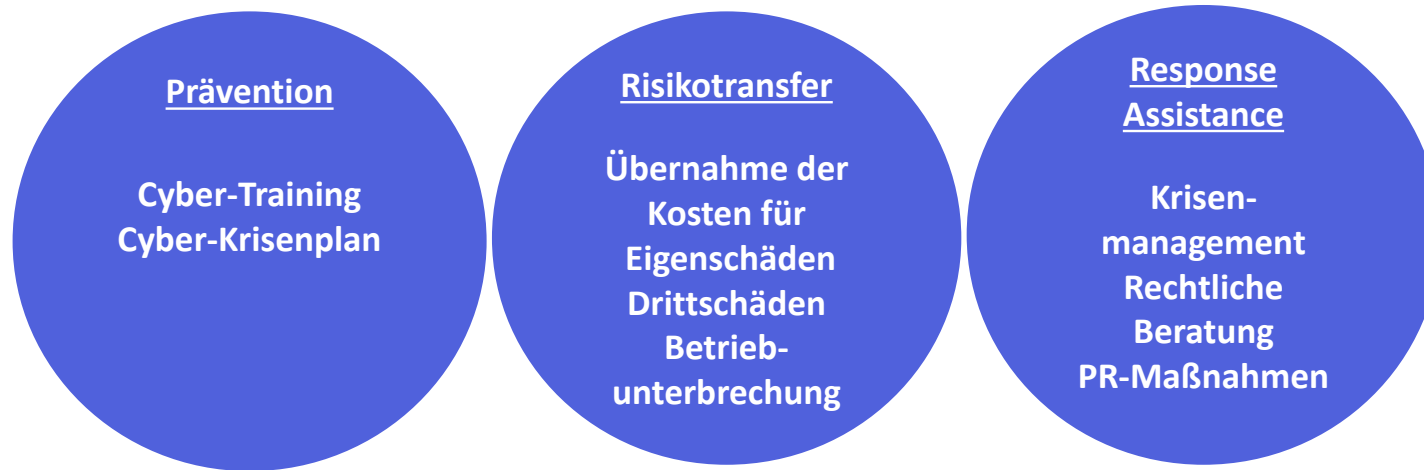 Prävention
Cyber-Training
Cyber-Krisenplan
Risikotransfer
Übernahme der
Kosten für
Eigenschäden
Drittschäden
Betrieb-
unterbrechung
Response
Assistance
Krisen-
management
Rechtliche
Beratung
PR-Maßnahmen